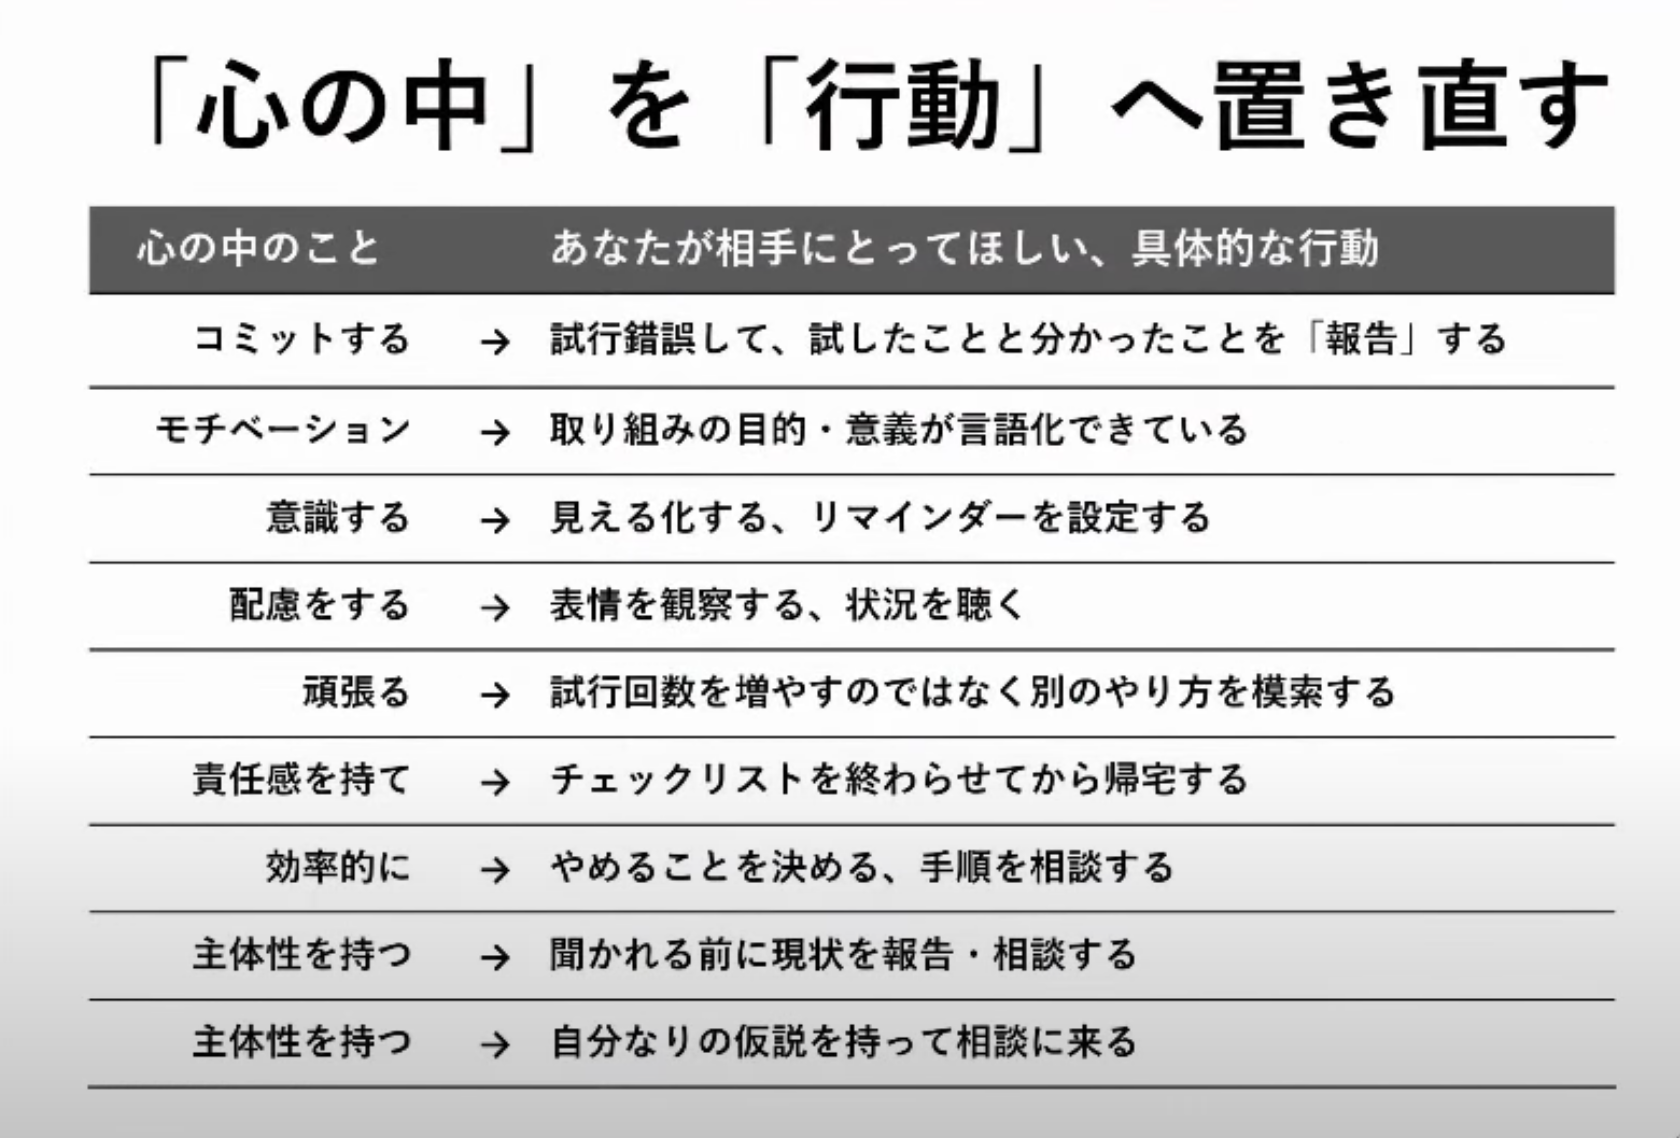 「心の中」を「行動」へ置き直す
心の中のこと あなたが相手にとってほしい、具体的な行動
コミットする → 試行錯誤して、試したことと分かったことを「報告」する
モチベーション → 取り組みの目的・意義が言語化できている
意識する → 見える化する、リマインダーを設定する
配慮をする → 表情を観察する、状況を聴く
頑張る → 試行回数を増やすのではなく別のやり方を模索する
責任感を持て → チェックリストを終わらせてから帰宅する
効率的に → やめることを決める、手順を相談する
主体性を持つ → 聞かれる前に現状を報告・相談する
主体性を持つ → 自分なりの仮説を持って相談に来る